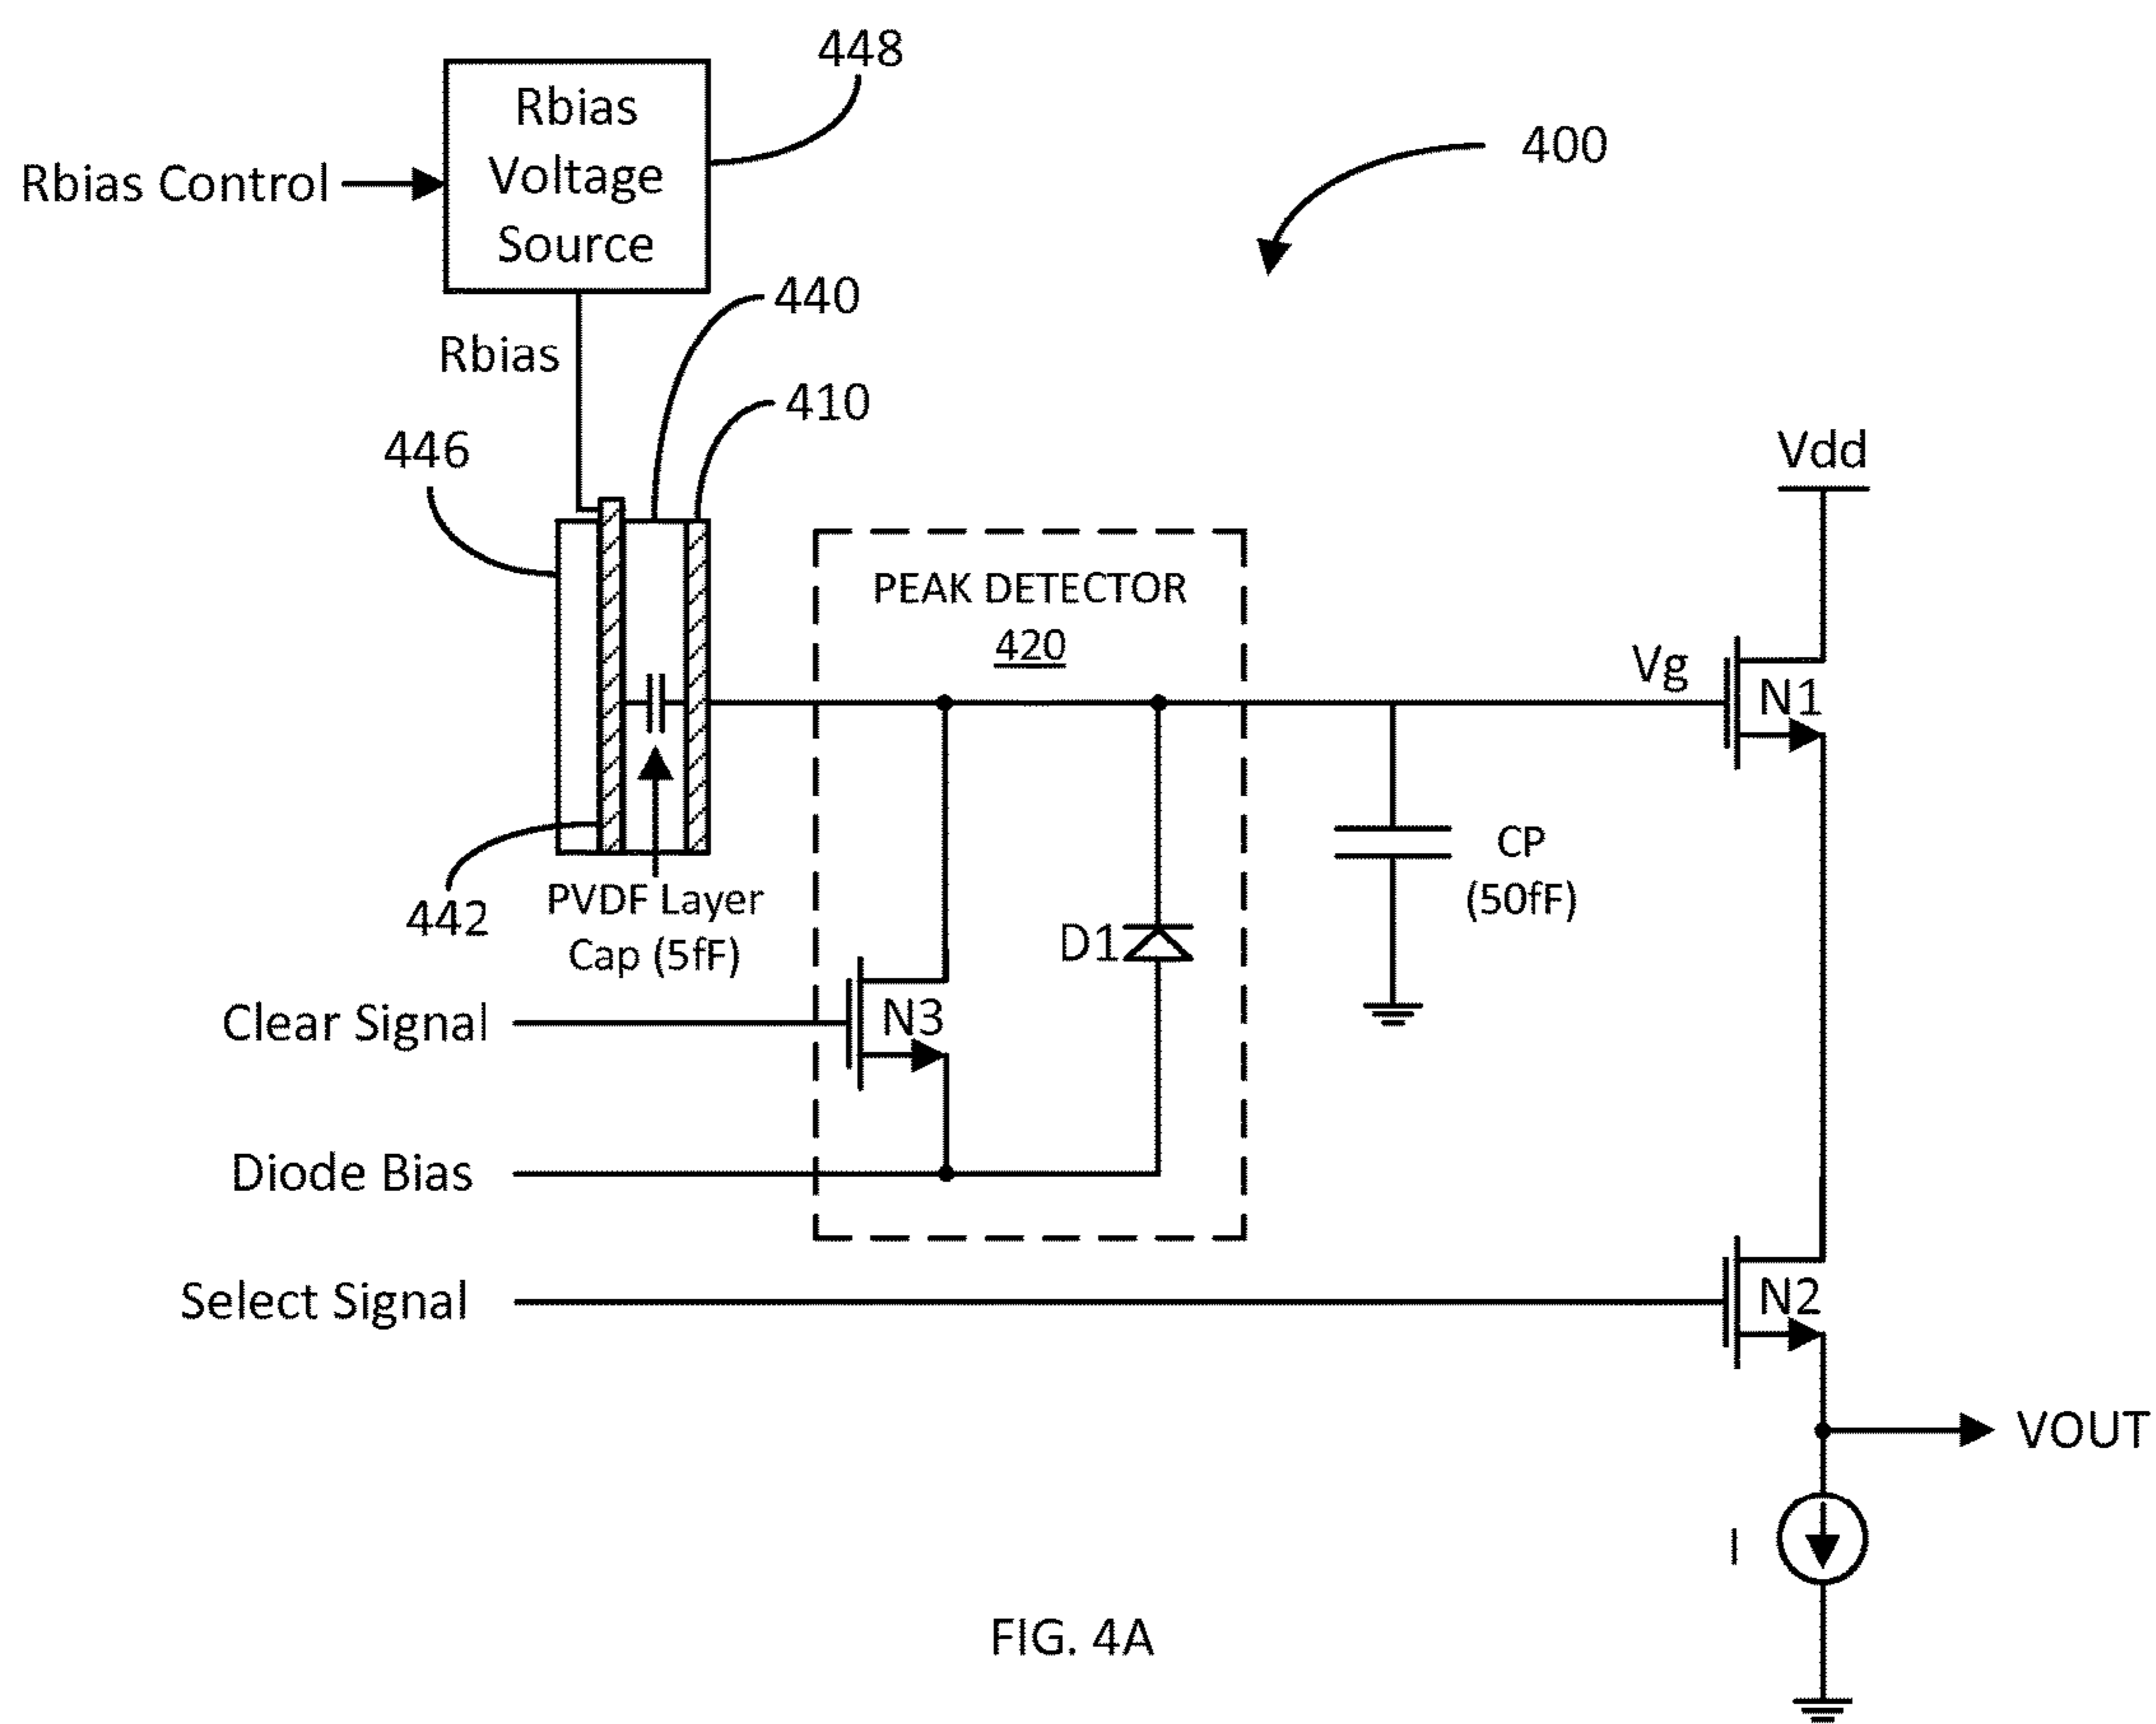 448
Rbias
Voltage
Source
Rbias Control
400
440
Rbias
410
446
Vdd
PEAK DETECTOR
420
Vg
N1
CP
(50fF)
442
PVDF Layer
Cap (5fF)
D1
N3
Clear Signal
Diode Bias
Select Signal
N2
VOUT
I
FIG. 4A